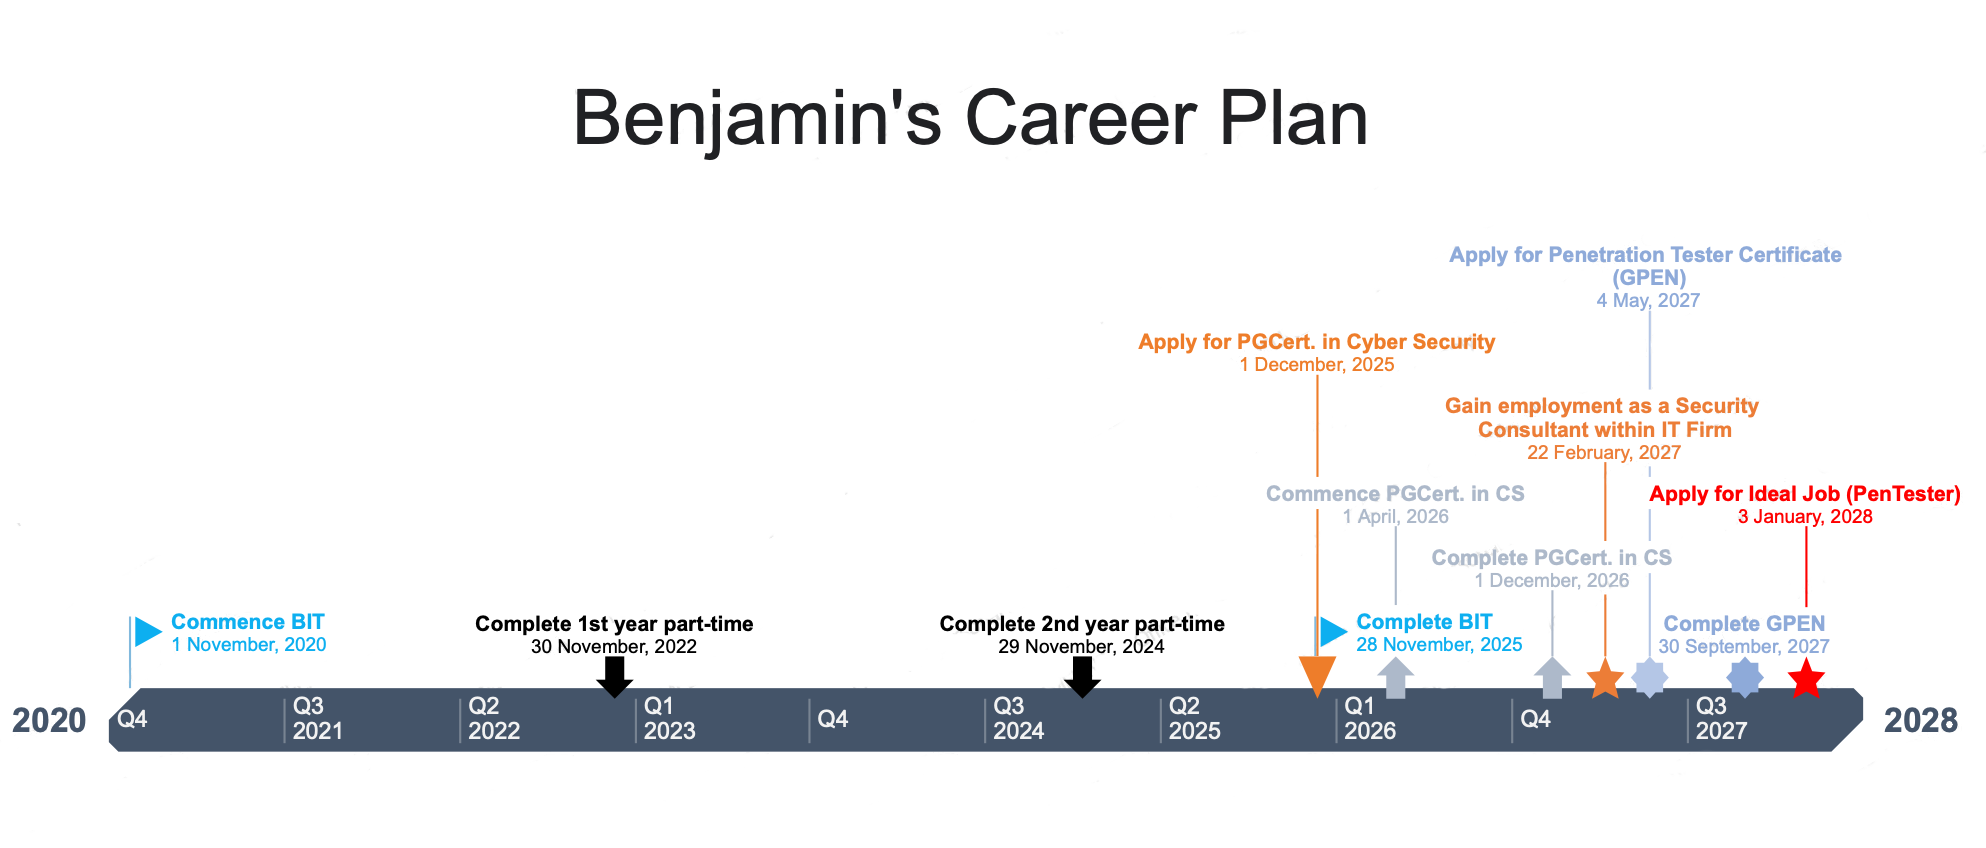 Benjamin's Career Plan
Apply for Penetration Tester Certificate
(GPEN)
4 May, 2027
Apply for PGCert. in Cyber Security
1 December, 2025
Gain employment as a Security
Consultant within IT Firm
22 February, 2027
Commence PGCert. in CS
1 April, 2026
Apply for Ideal Job (PenTester)
3 January, 2028
Complete PGCert. in CS
1 December, 2026
Commence BIT
1 November, 2020
Complete 1st year part-time
30 November, 2022
Complete 2nd year part-time
29 November, 2024
Complete BIT
28 November, 2025
Complete GPEN
30 September, 2027
2020
Q4
Q3
2021
Q2
2022
Q1
2023
Q4
Q3
2024
Q2
2025
Q1
2026
Q4
Q3
2027
2028